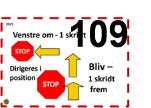 Venstre om - 1 skridt
109
STOP
Dirigeres i
position
STOP
Bliv –
1 skridt
frem